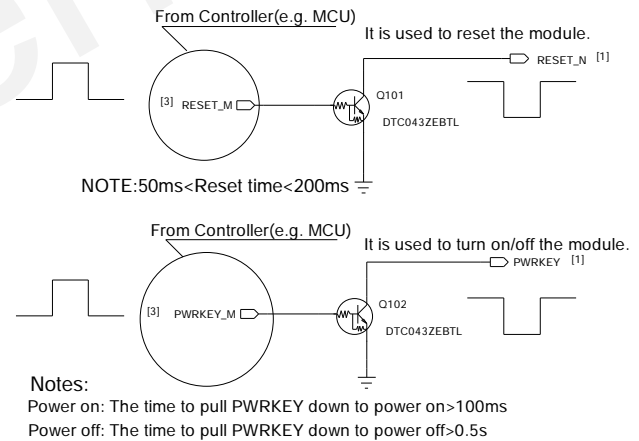 From Controller(e.g. MCU)
It is used to reset the module.
RESET_N [1]
[3] RESET_M
Q101
DTC043ZEBTL
NOTE:50ms<Reset time<200ms
From Controller(e.g. MCU)
It is used to turn on/off the module.
PWRKEY [1]
[3] PWRKEY_M
Q102
DTC043ZEBTL
Notes:
Power on: The time to pull PWRKEY down to power on>100ms
Power off: The time to pull PWRKEY down to power off>0.5s